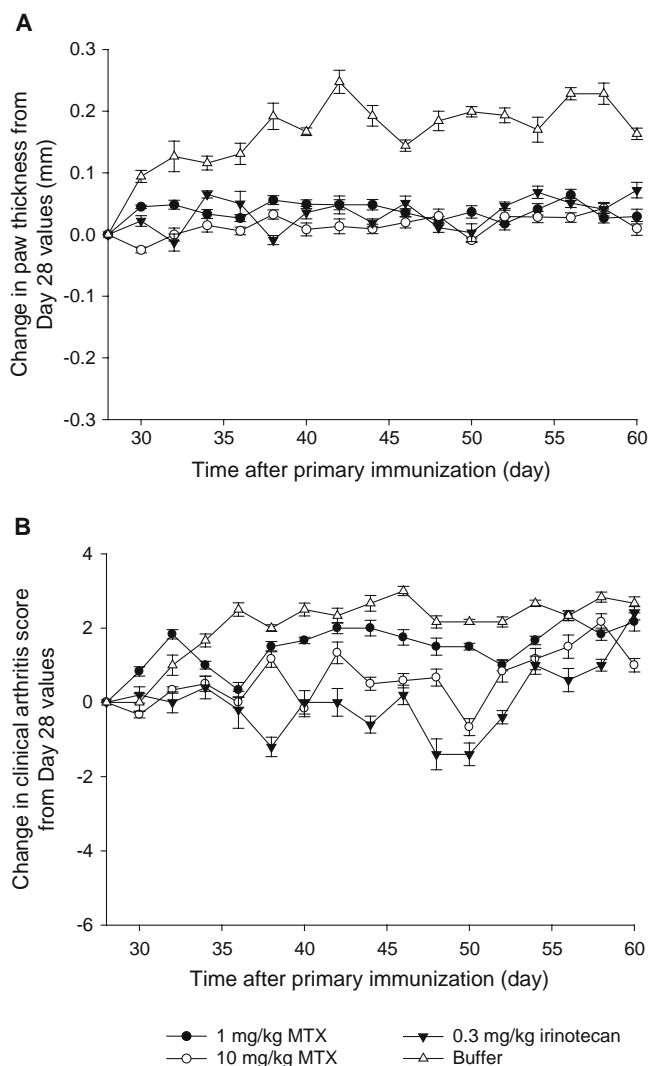 A
0.3
0.2
0.1
0.0
-0.1
-0.2
-0.3
Change in paw thickness from
Day 28 values (mm)
30 35 40 45 50 55 60
Time after primary immunization (day)
B
4
2
0
-2
-4
-6
Change in clinical arthritis score
from Day 28 values
30 35 40 45 50 55 60
Time after primary immunization (day)
1 mg/kg MTX
0.3 mg/kg irinotecan
10 mg/kg MTX
Buffer